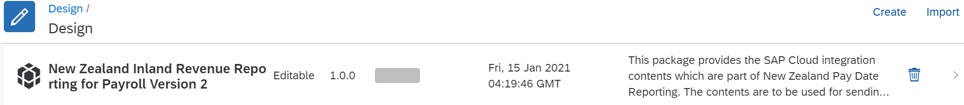 Design /
Design
Create
Import
New Zealand Inland Revenue Repo
rting for Payroll Version 2
Editable
1.0.0
Fri, 15 Jan 2021
04:19:46 GMT
This package provides the SAP Cloud integration
contents which are part of New Zealand Pay Date
Reporting. The contents are to be used for sendin...